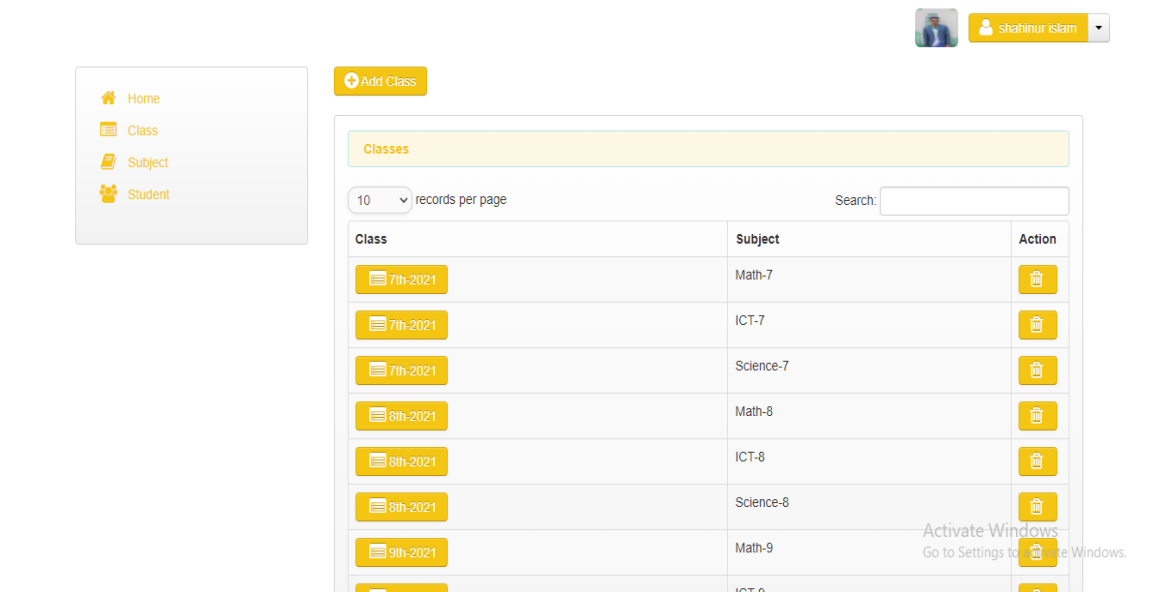 shahinur islam
Home
Class
Subject
Student
Add Class
Classes
10 records per page
Search:
Class Subject Action
7th-2021 Math-7
7th-2021 ICT-7
7th-2021 Science-7
8th-2021 Math-8
8th-2021 ICT-8
8th-2021 Science-8
9th-2021 Math-9
Activate Windows
Go to Settings to activate Windows.